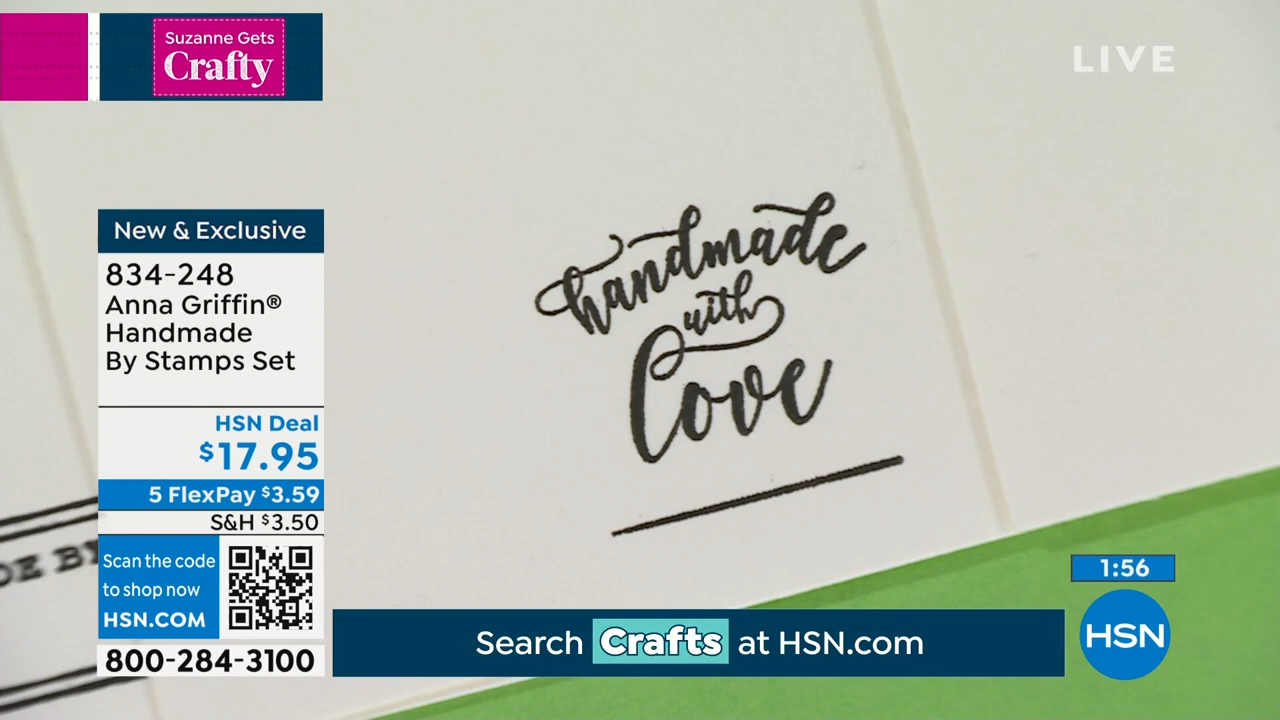 Suzanne Gets
Crafty
LIVE
New & Exclusive
834-248
Anna Griffin®
Handmade
By Stamps Set
HSN Deal
$17.95
5 FlexPay $3.59
S&H $3.50
Scan the code
to shop now
HSN.COM
800-284-3100
handmade
with
Love
DE BY
1:56
HSN
Search Crafts at HSN.com